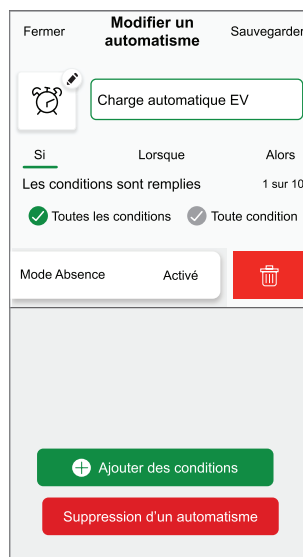 Fermer
Modifier un
automatisme
Sauvegarder
Charge automatique EV
Si Lorsque Alors
Les conditions sont remplies 1 sur 10
Toutes les conditions Toute condition
Mode Absence Activé
Ajouter des conditions
Suppression d'un automatisme